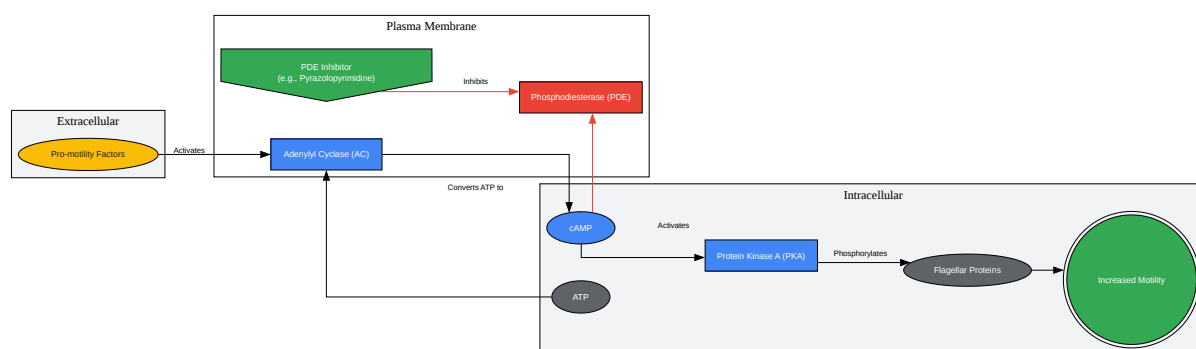 Plasma Membrane
PDE Inhibitor
(e.g., Pyrazolopyrimidine)
Inhibits
Phosphodiesterase (PDE)
Extracellular
Pro-motility Factors
Activates
Adenylyl Cyclase (AC)
Converts ATP to
Intracellular
cAMP
Activates
Protein Kinase A (PKA)
Phosphorylates
Flagellar Proteins
Increased Motility
ATP